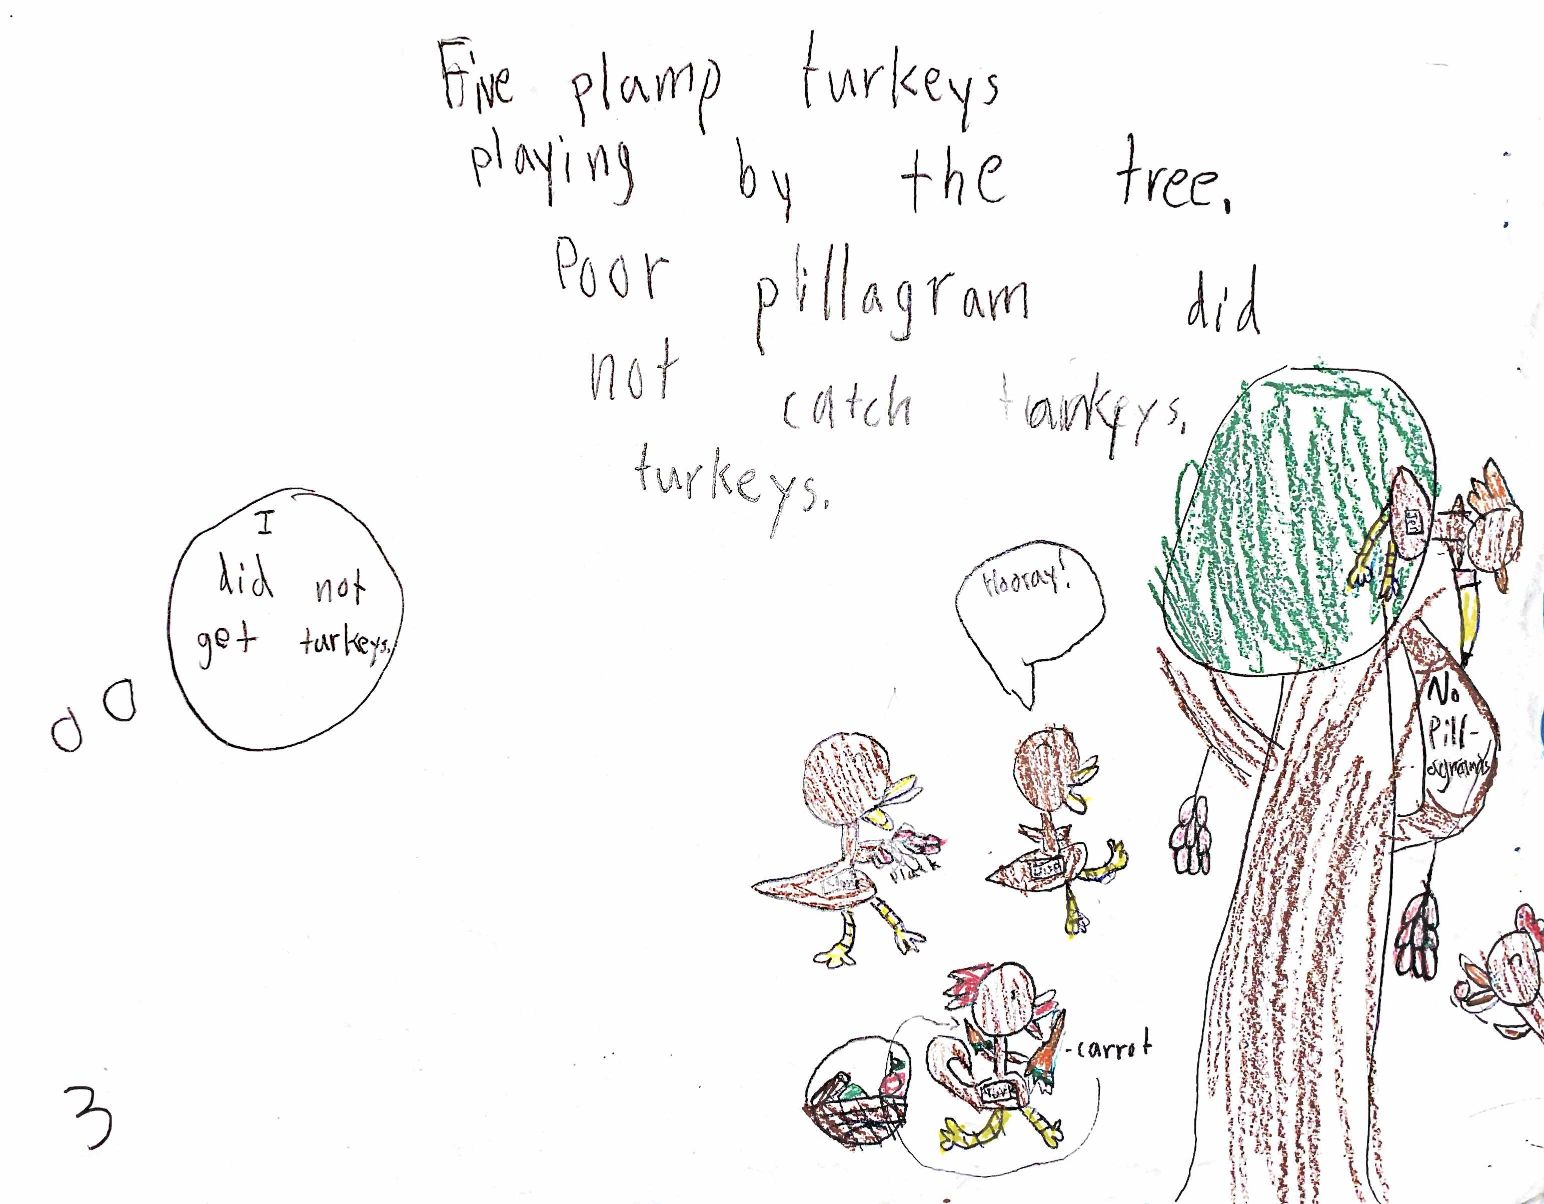 Five plamp turkeys
playing by the tree.
Poor pillagram did
not catch turkeys.
turkeys.
I
did not
get turkeys.
Hooray!
No
Pill-
agrams
-carrot
3